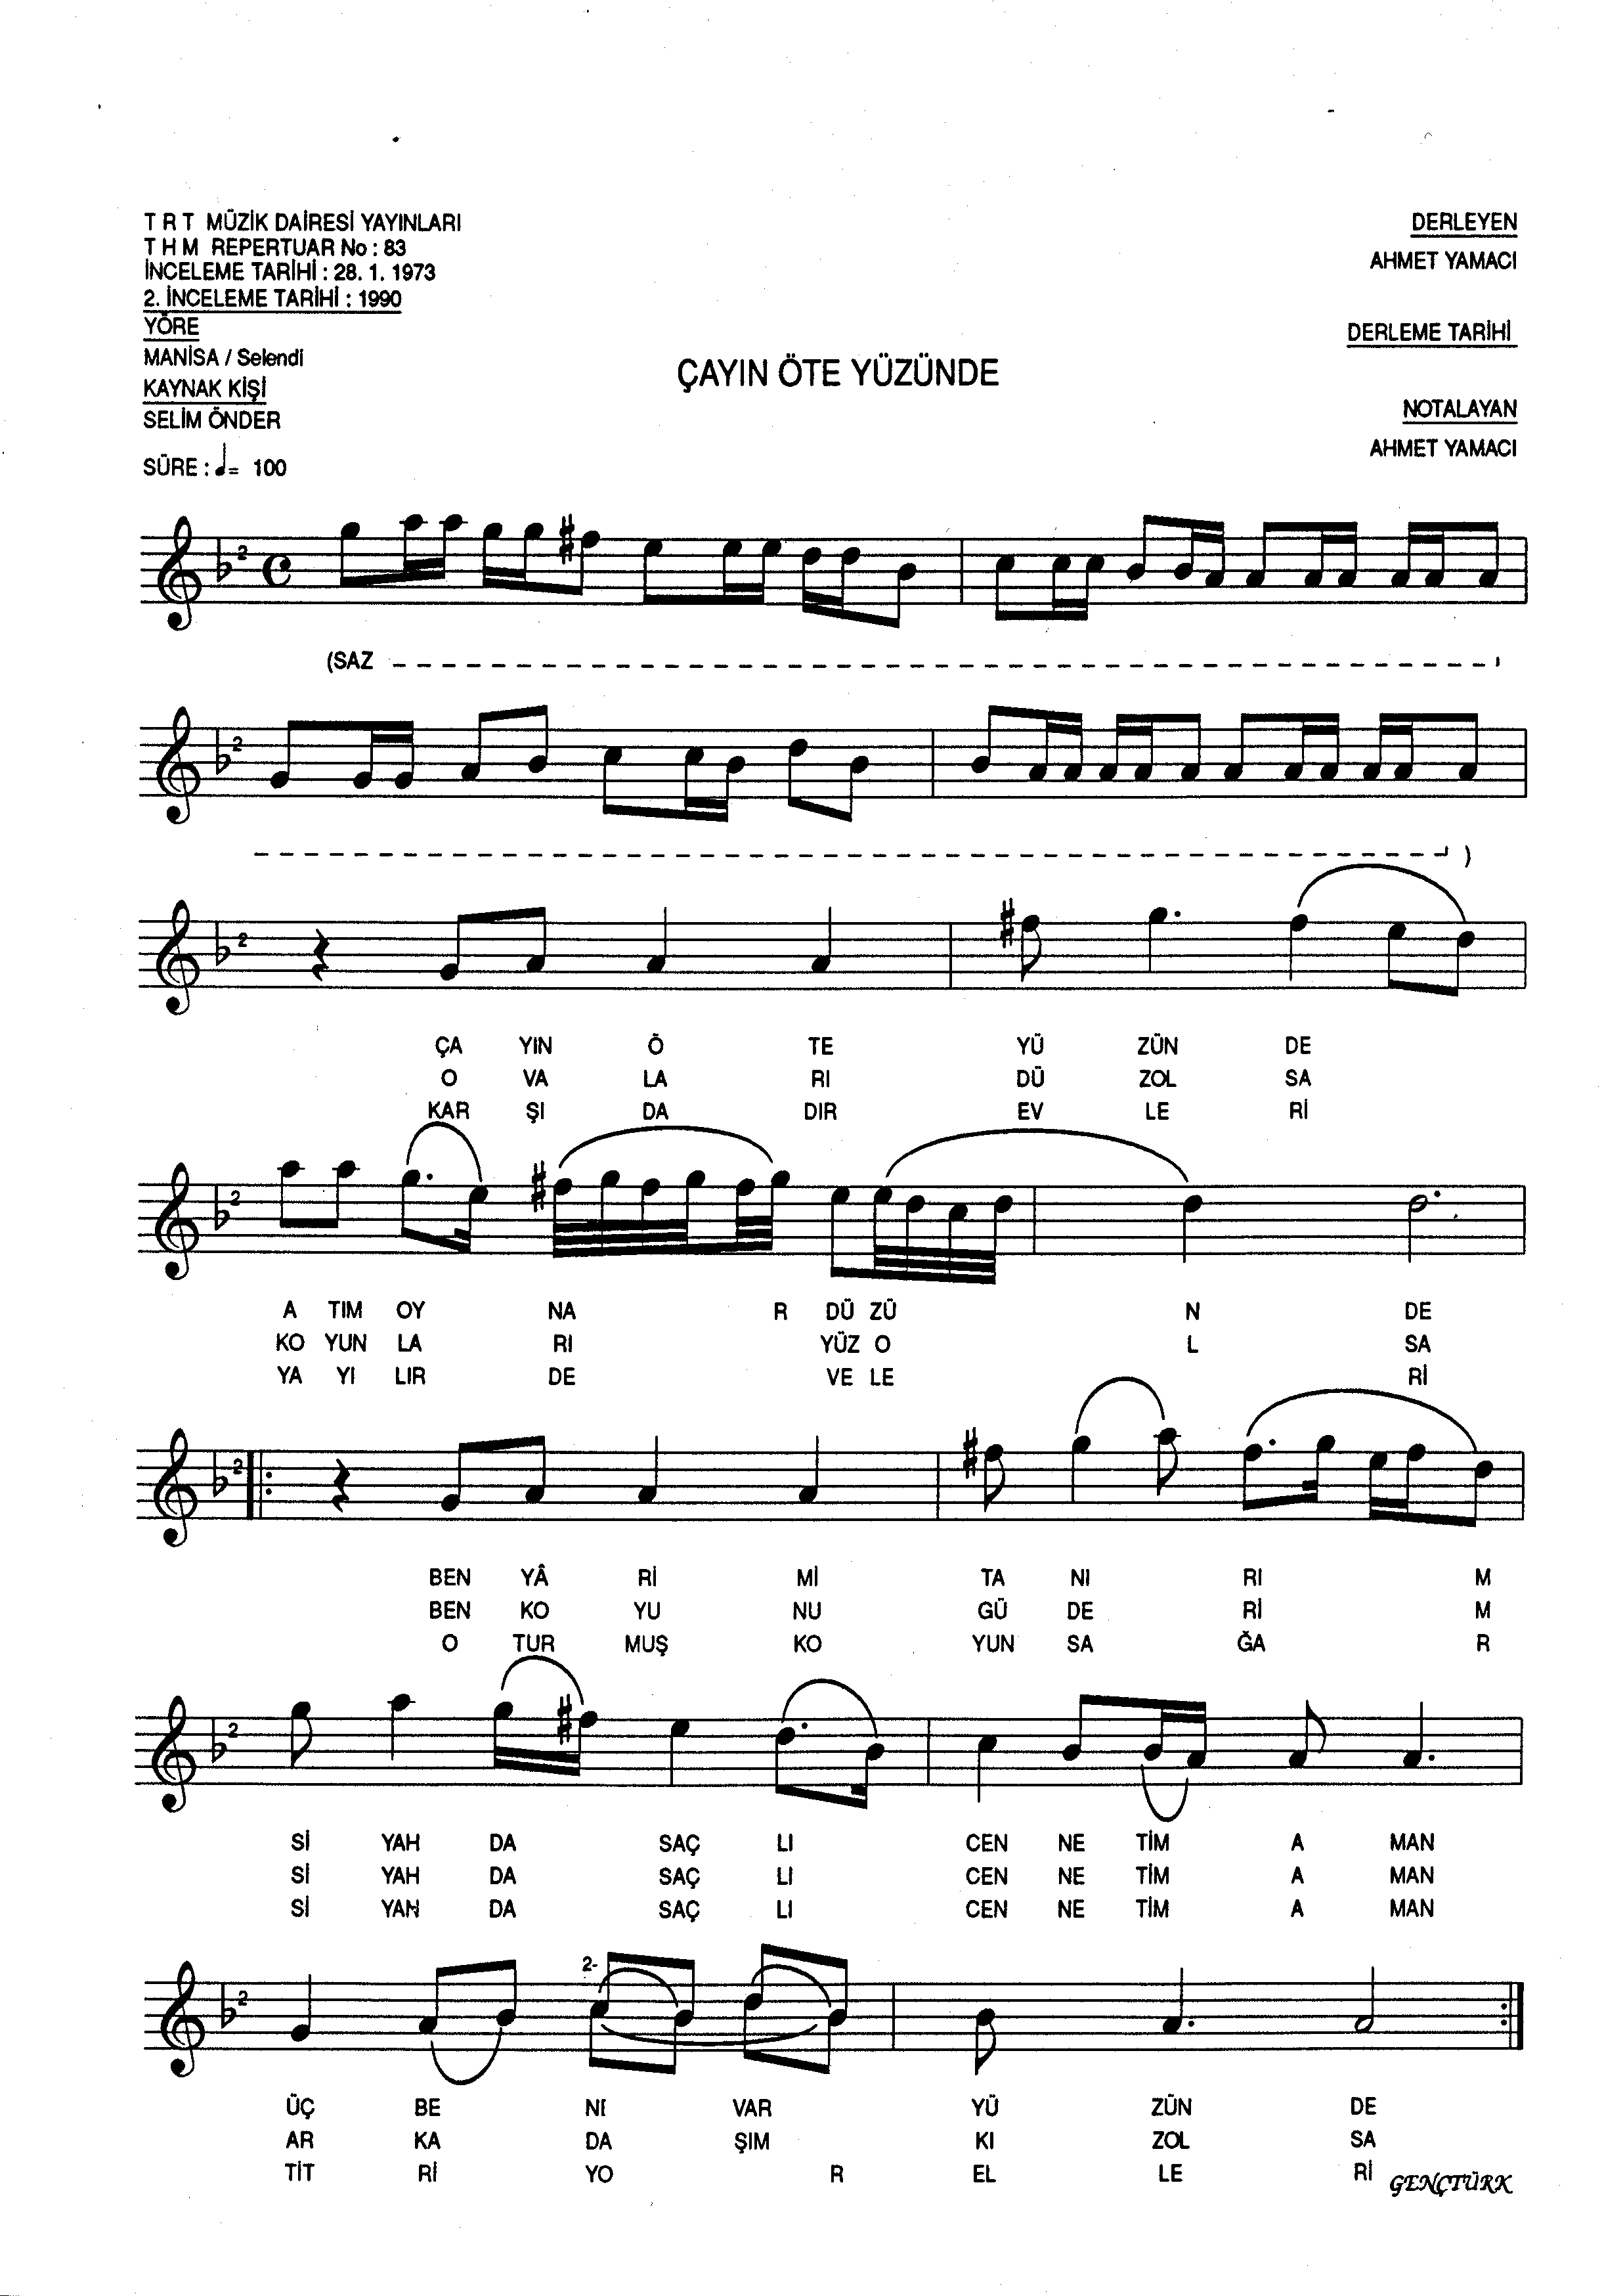 T R T MÜZİK DAİRESİ YAYINLARI
T H M REPERTUAR No : 83
İNCELEME TARİHİ : 28. 1. 1973
2. İNCELEME TARİHİ : 1990
YÖRE
MANİSA / Selendi
KAYNAK KİŞİ
SELİM ÖNDER
SÜRE : ♩= 100
ÇAYIN ÖTE YÜZÜNDE
DERLEYEN
AHMET YAMACI
DERLEME TARİHİ
NOTALAYAN
AHMET YAMACI
2
(SAZ
2
)
2
ÇA YIN Ö TE YÜ ZÜN DE
O VA LA RI DÜ ZOL SA
KAR ŞI DA DIR EV LE Rİ
2
A TIM OY NA R DÜ ZÜ N DE
KO YUN LA RI YÜZ O L SA
YA YI LIR DE VE LE Rİ
2
BEN YÂ Rİ Mİ TA NI RI M
BEN KO YU NU GÜ DE Rİ M
O TUR MUŞ KO YUN SA ĞA R
2
Sİ YAH DA SAÇ LI CEN NE TİM A MAN
Sİ YAH DA SAÇ LI CEN NE TİM A MAN
Sİ YAH DA SAÇ LI CEN NE TİM A MAN
2
2-
ÜÇ BE NI VAR YÜ ZÜN DE
AR KA DA ŞIM KI ZOL SA
TİT Rİ YO R EL LE Rİ
GENÇTÜRK